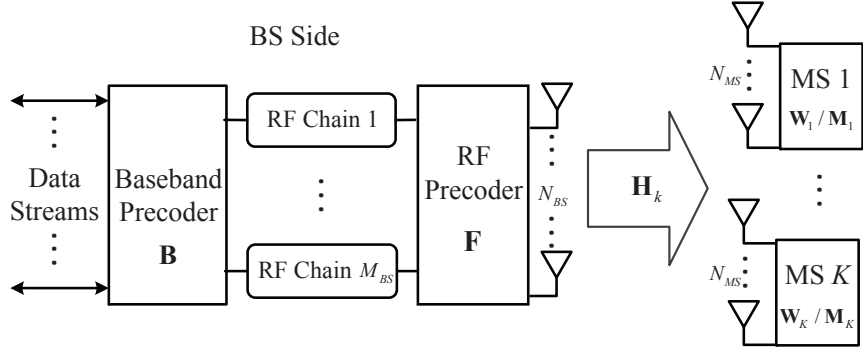 BS Side
Data
Streams
Baseband
Precoder
B
RF Chain 1
RF Chain M_BS
RF
Precoder
F
N_BS
H_k
N_MS
MS 1
W_1 / M_1
N_MS
MS K
W_K / M_K